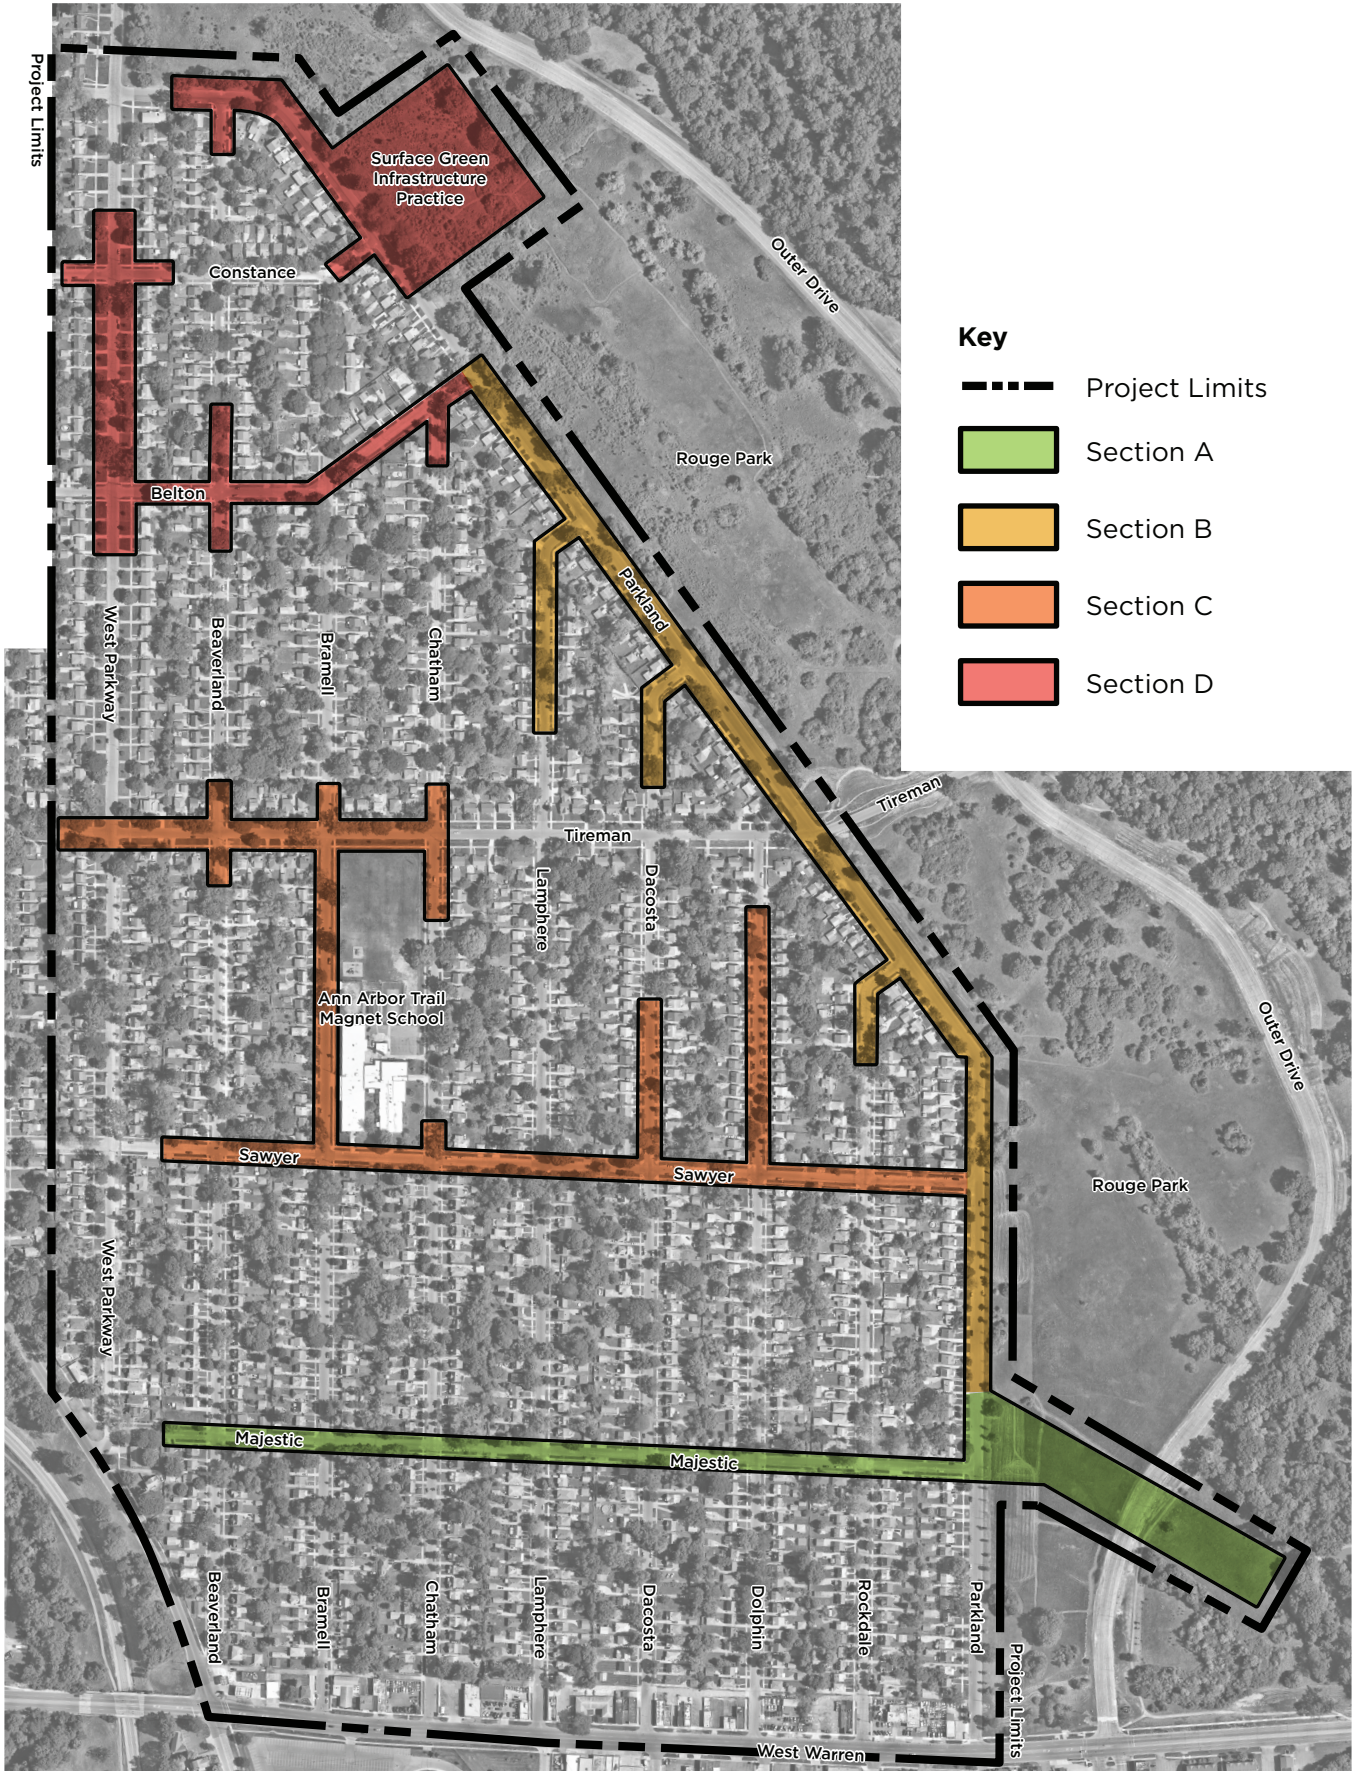 Project Limits
Surface Green
Infrastructure
Practice
Constance
Outer Drive
Key
Project Limits
Section A
Section B
Section C
Section D
Rouge Park
Belton
Parkland
West Parkway
Beaverland
Bramell
Chatham
Tireman
Tireman
Lamphere
Dacosta
Ann Arbor Trail
Magnet School
Outer Drive
Sawyer
Sawyer
Rouge Park
West Parkway
Majestic
Majestic
Beaverland
Bramell
Chatham
Lamphere
Dacosta
Dolphin
Rockdale
Parkland
Project Limits
West Warren